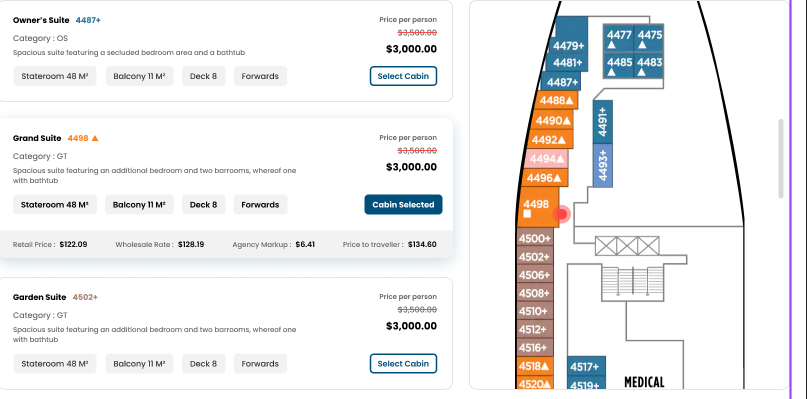 Owner's Suite 4487+
Category : OS
Spacious suite featuring a secluded bedroom area and a bathtub
Price per person
$3,500.00
$3,000.00
Stateroom 48 M² Balcony 11 M² Deck 8 Forwards
Select Cabin
Grand Suite 4498 ▲
Category : GT
Spacious suite featuring an additional bedroom and two barrooms, whereof one
with bathtub
Price per person
$3,500.00
$3,000.00
Stateroom 48 M² Balcony 11 M² Deck 8 Forwards
Cabin Selected
Retail Price : $122.09 Wholesale Rate : $128.19 Agency Markup : $6.41 Price to traveller : $134.60
Garden Suite 4502+
Category : GT
Spacious suite featuring an additional bedroom and two barrooms, whereof one
with bathtub
Price per person
$3,500.00
$3,000.00
Stateroom 48 M² Balcony 11 M² Deck 8 Forwards
Select Cabin
4477▲ 4475▲
4479+
4481+ 4485▲ 4483▲
4487+
4488▲
4490▲ 4491+
4492▲
4494▲ 4493+
4496▲
4498
4500+
4502+
4506+
4508+
4510+
4512+
4516+
4518▲ 4517+
4520▲ 4519+
MEDICAL